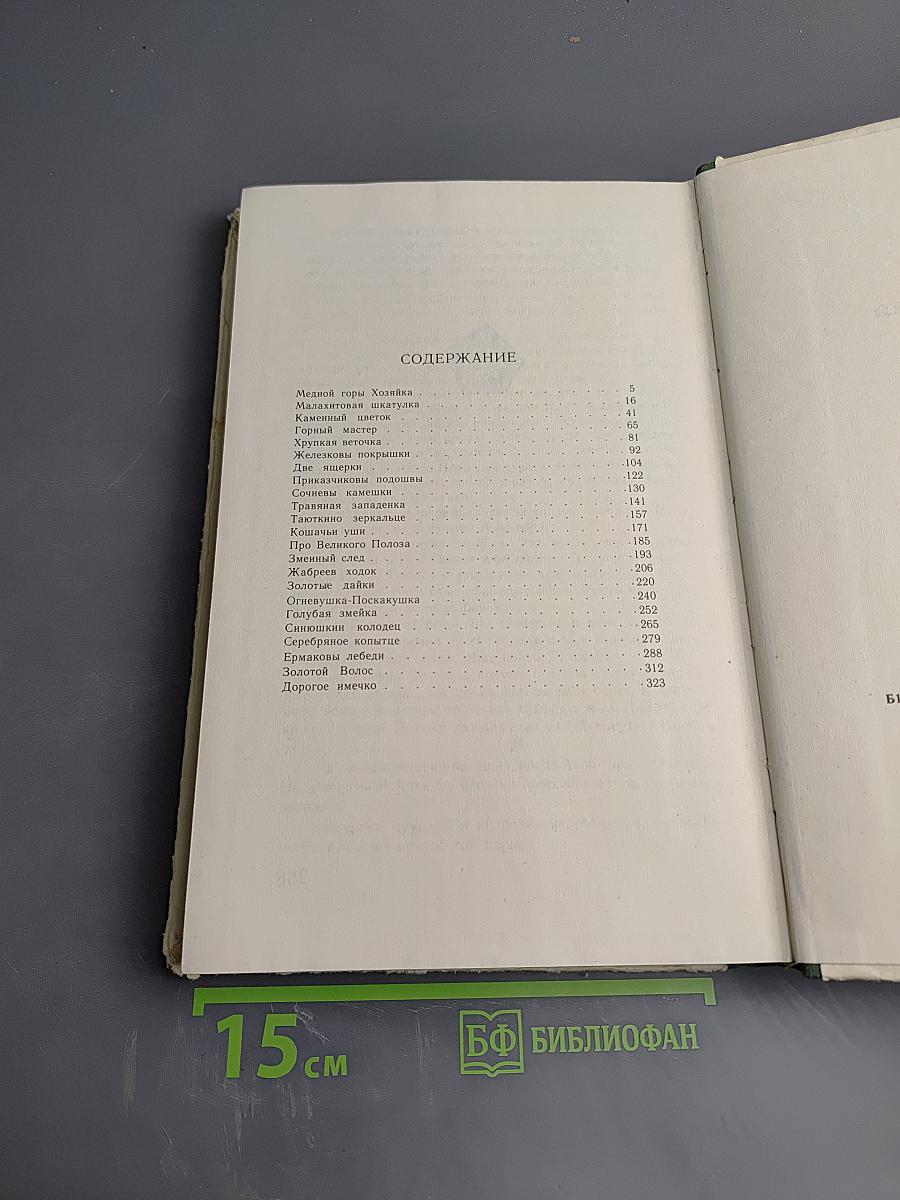 СОДЕРЖАНИЕ
Медной горы Хозяйка . . . . . . . . . . . . . . . . 5
Малахитовая шкатулка . . . . . . . . . . . . . . . . 16
Каменный цветок . . . . . . . . . . . . . . . . 41
Горный мастер . . . . . . . . . . . . . . . . 65
Хрупкая веточка . . . . . . . . . . . . . . . . 81
Железковы покрышки . . . . . . . . . . . . . . . . 92
Две ящерки . . . . . . . . . . . . . . . . 104
Приказчиковы подошвы . . . . . . . . . . . . . . . . 122
Сочневы камешки . . . . . . . . . . . . . . . . 130
Травяная западенка . . . . . . . . . . . . . . . . 141
Таюткино зеркальце . . . . . . . . . . . . . . . . 157
Кошачьи уши . . . . . . . . . . . . . . . . 171
Про Великого Полоза . . . . . . . . . . . . . . . . 185
Змеиный след . . . . . . . . . . . . . . . . 193
Жабреев ходок . . . . . . . . . . . . . . . . 206
Золотые дайки . . . . . . . . . . . . . . . . 220
Огневушка-Поскакушка . . . . . . . . . . . . . . . . 240
Голубая змейка . . . . . . . . . . . . . . . . 252
Синюшкин колодец . . . . . . . . . . . . . . . . 265
Серебряное копытце . . . . . . . . . . . . . . . . 279
Ермаковы лебеди . . . . . . . . . . . . . . . . 288
Золотой Волос . . . . . . . . . . . . . . . . 312
Дорогое имечко . . . . . . . . . . . . . . . . 323
15 см
БФ БИБЛИОФАН